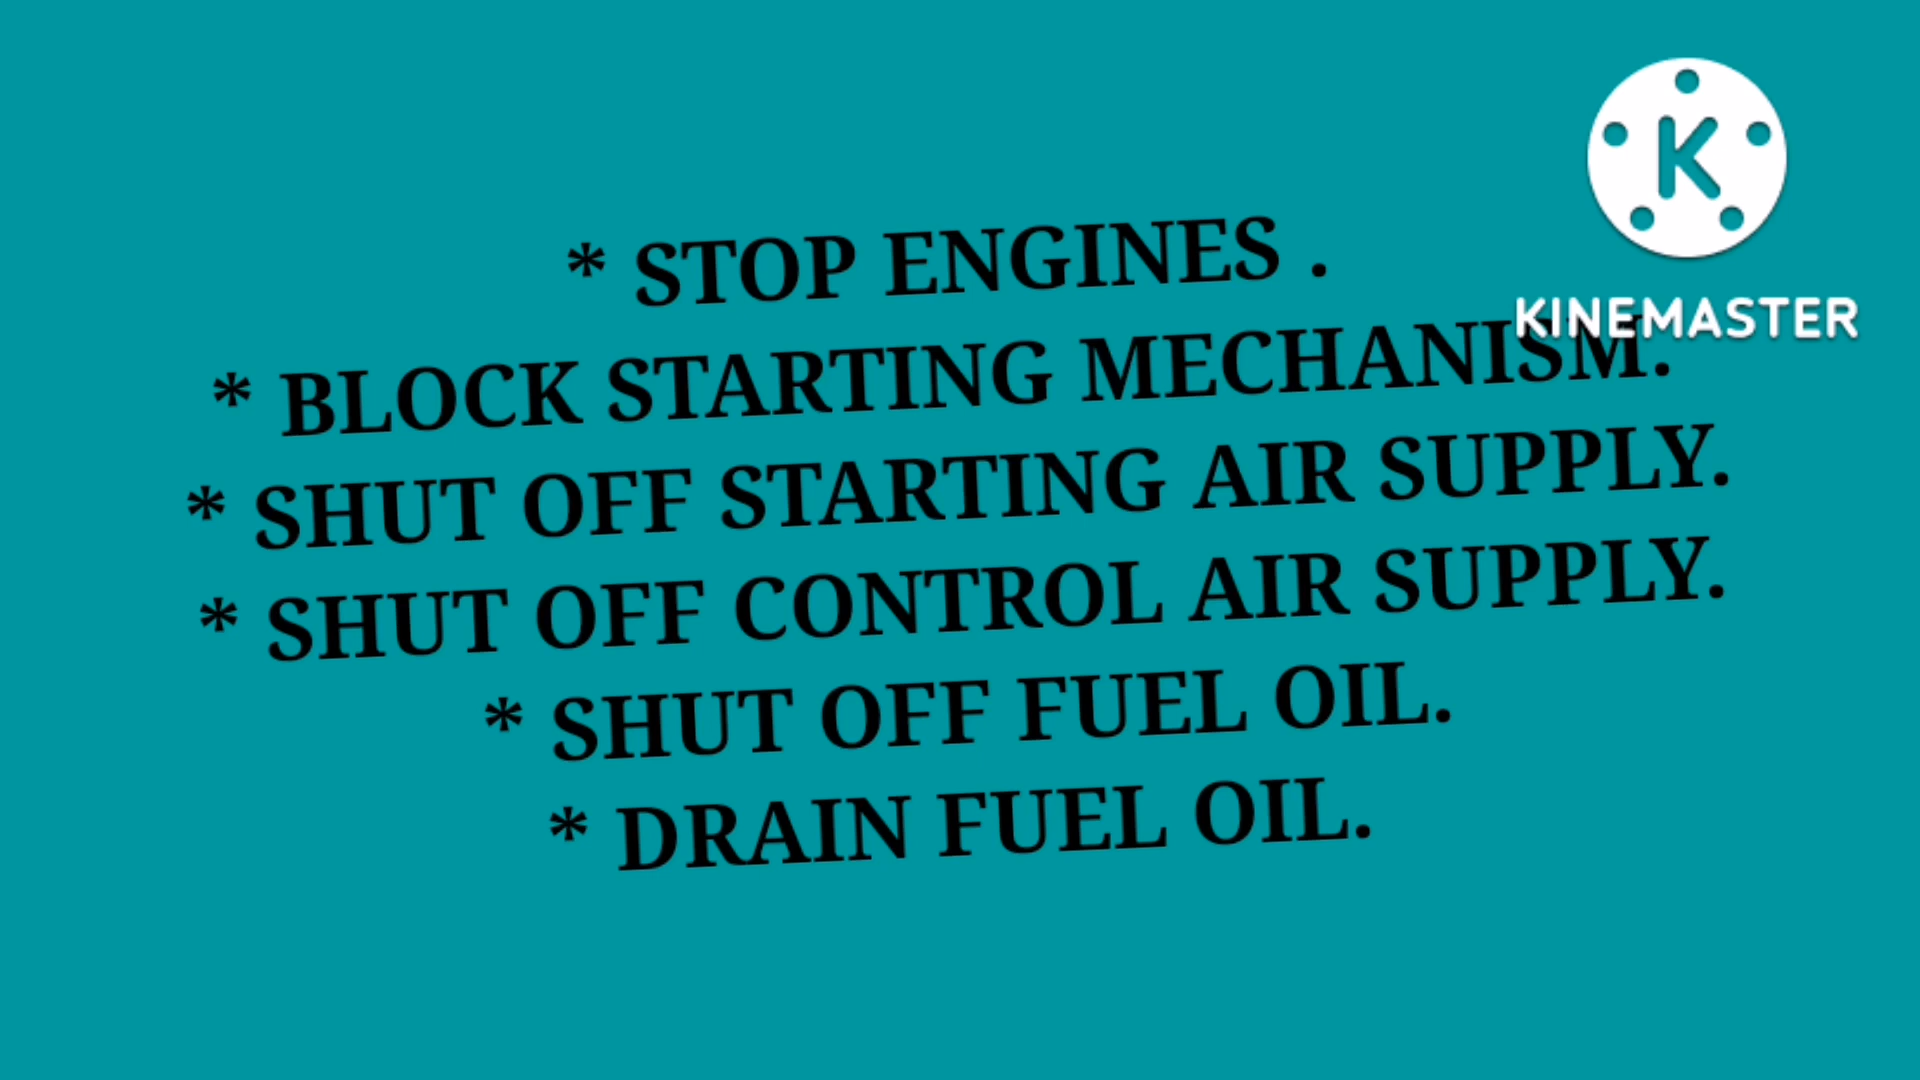 * STOP ENGINES .
* BLOCK STARTING MECHANISM.
* SHUT OFF STARTING AIR SUPPLY.
* SHUT OFF CONTROL AIR SUPPLY.
* SHUT OFF FUEL OIL.
* DRAIN FUEL OIL.
K
KINEMASTER